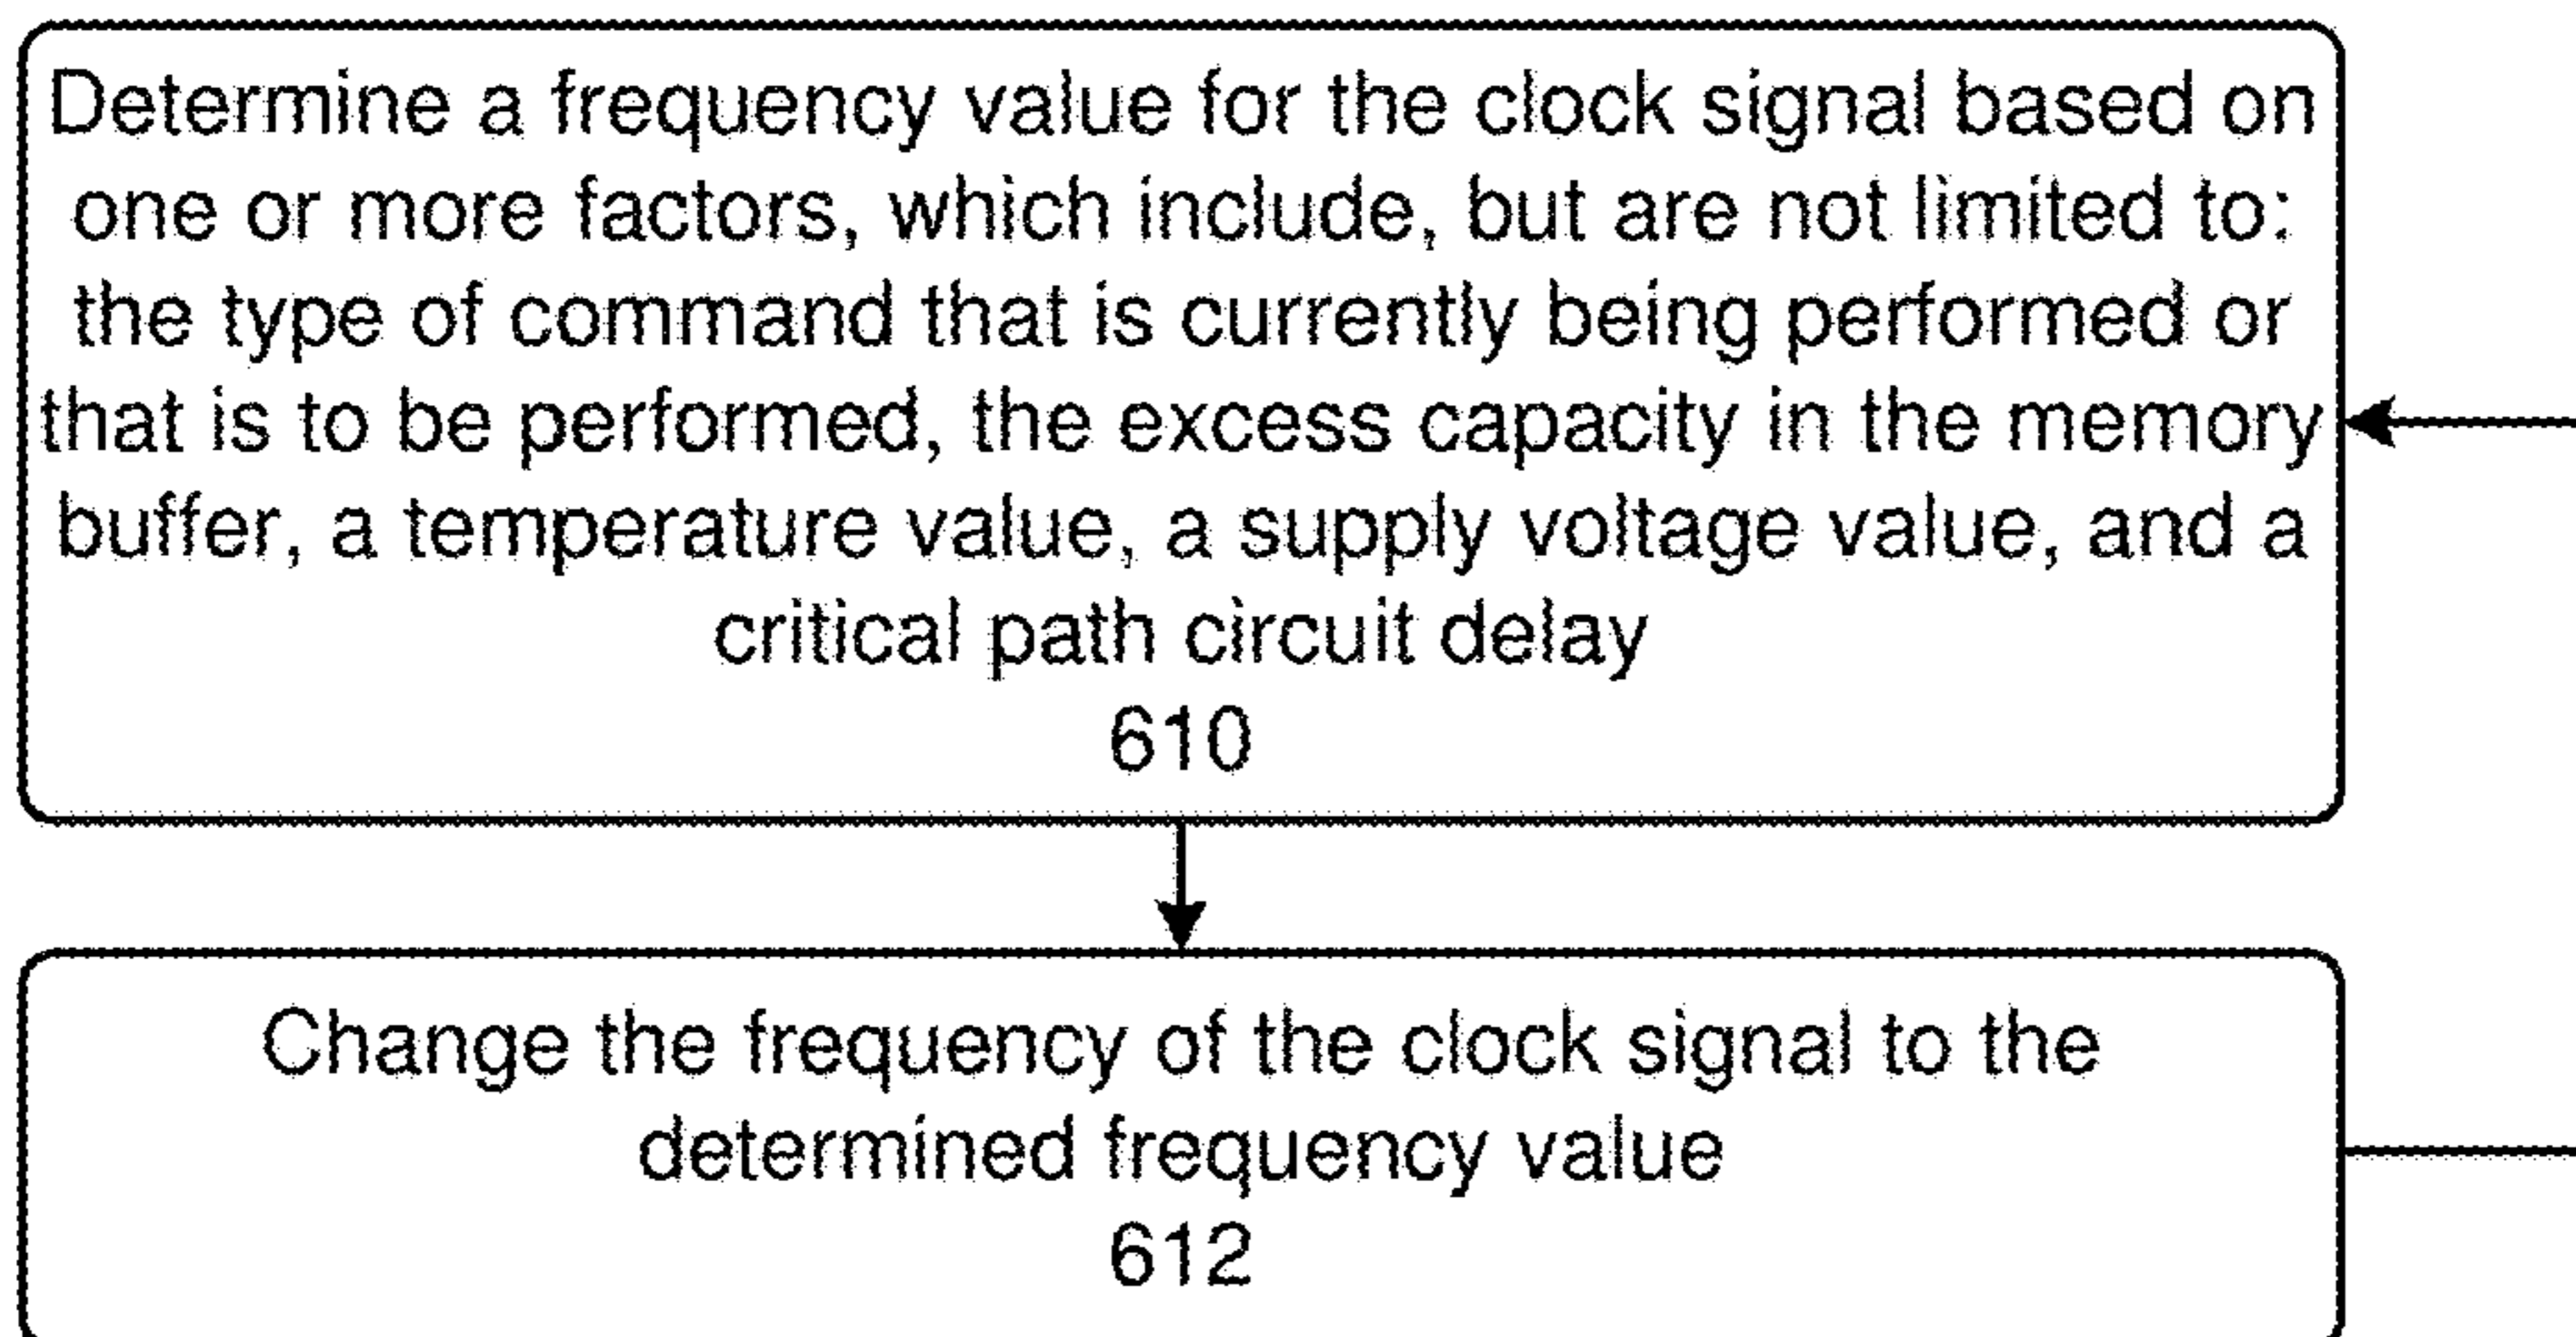 Determine a frequency value for the clock signal based on
one or more factors, which include, but are not limited to:
the type of command that is currently being performed or
that is to be performed, the excess capacity in the memory
buffer, a temperature value, a supply voltage value, and a
critical path circuit delay
610
Change the frequency of the clock signal to the
determined frequency value
612